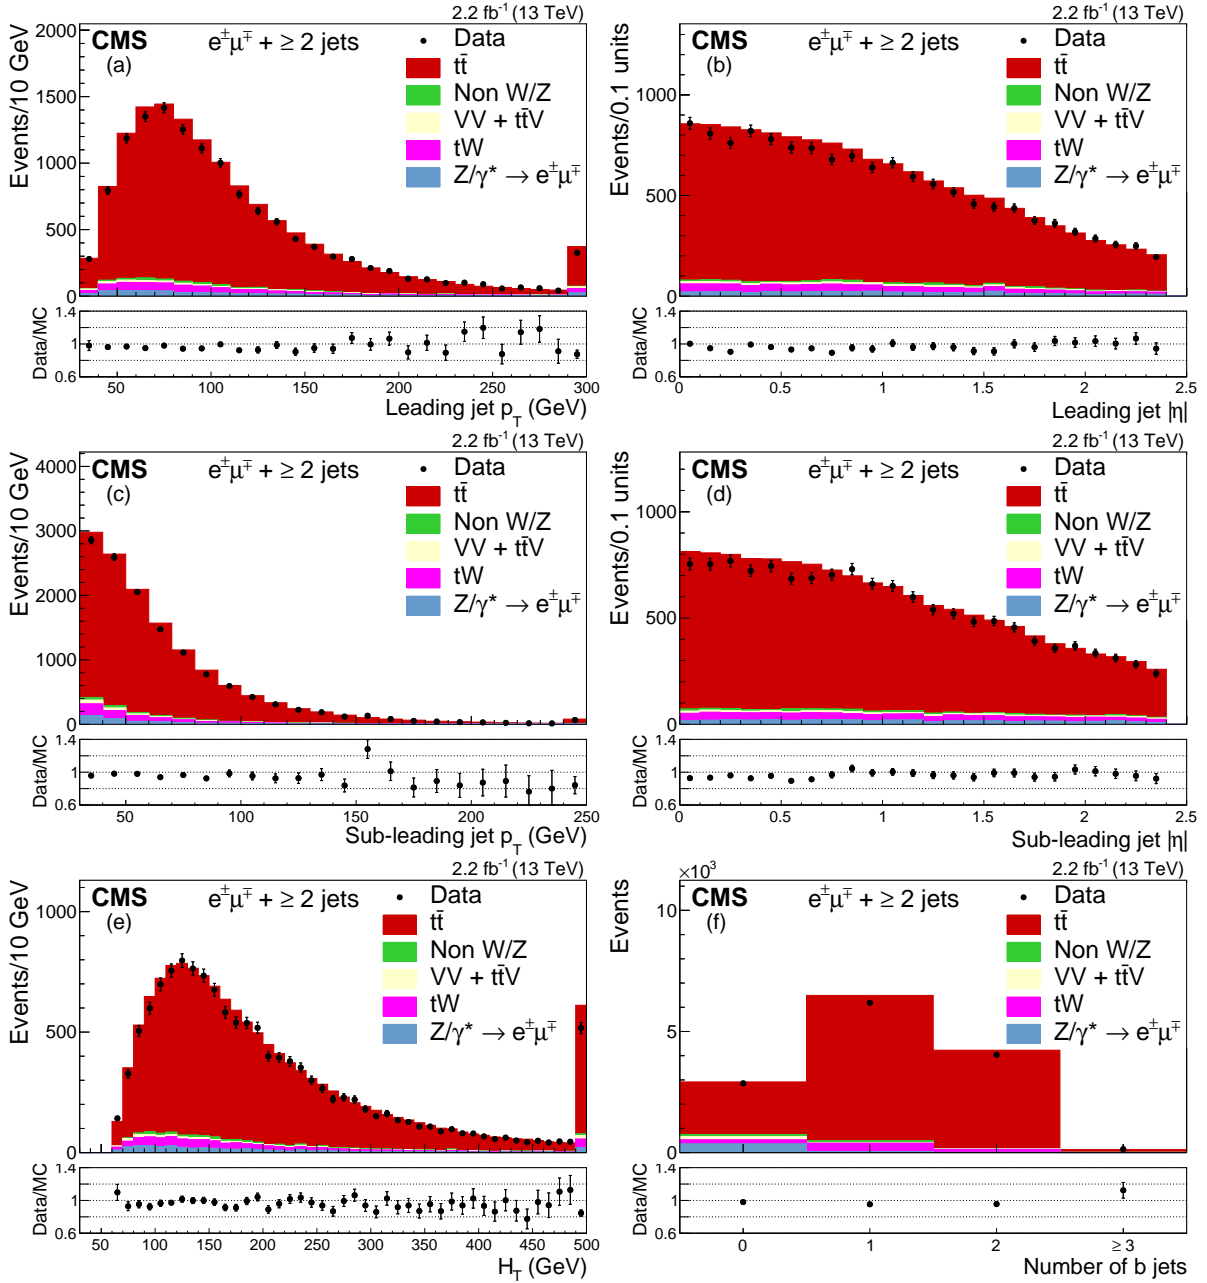 2.2 fb⁻¹ (13 TeV)
CMS
(a)
e±μ∓ + ≥ 2 jets
Data
tt̄
Non W/Z
VV + tt̄V
tW
Z/γ* → e±μ∓
Events/10 GeV
2000
1500
1000
500
0
Data/MC
1.4
1
0.6
50 100 150 200 250 300
Leading jet p_T (GeV)
2.2 fb⁻¹ (13 TeV)
CMS
(b)
e±μ∓ + ≥ 2 jets
Data
tt̄
Non W/Z
VV + tt̄V
tW
Z/γ* → e±μ∓
Events/0.1 units
1000
500
0
Data/MC
1.4
1
0.6
0 0.5 1 1.5 2 2.5
Leading jet |η|
2.2 fb⁻¹ (13 TeV)
CMS
(c)
e±μ∓ + ≥ 2 jets
Data
tt̄
Non W/Z
VV + tt̄V
tW
Z/γ* → e±μ∓
Events/10 GeV
4000
3000
2000
1000
0
Data/MC
1.4
1
0.6
50 100 150 200 250
Sub-leading jet p_T (GeV)
2.2 fb⁻¹ (13 TeV)
CMS
(d)
e±μ∓ + ≥ 2 jets
Data
tt̄
Non W/Z
VV + tt̄V
tW
Z/γ* → e±μ∓
Events/0.1 units
1000
500
0
Data/MC
1.4
1
0.6
0 0.5 1 1.5 2 2.5
Sub-leading jet |η|
2.2 fb⁻¹ (13 TeV)
CMS
(e)
e±μ∓ + ≥ 2 jets
Data
tt̄
Non W/Z
VV + tt̄V
tW
Z/γ* → e±μ∓
Events/10 GeV
1000
500
0
Data/MC
1.4
1
0.6
50 100 150 200 250 300 350 400 450 500
H_T (GeV)
×10³
2.2 fb⁻¹ (13 TeV)
CMS
(f)
e±μ∓ + ≥ 2 jets
Data
tt̄
Non W/Z
VV + tt̄V
tW
Z/γ* → e±μ∓
Events
10
5
0
Data/MC
1.4
1
0.6
0 1 2 ≥ 3
Number of b jets